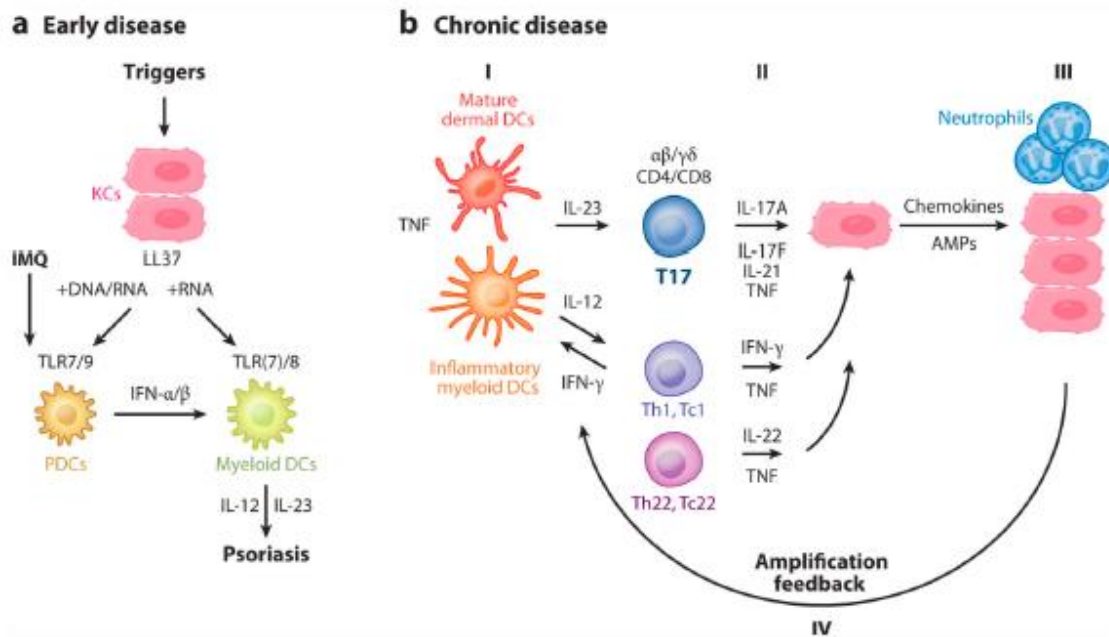 a Early disease
Triggers
KCs
IMQ
LL37
+DNA/RNA
+RNA
TLR7/9
TLR(7)/8
IFN-α/β
PDCs
Myeloid DCs
IL-12
IL-23
Psoriasis
b Chronic disease
I
Mature
dermal DCs
TNF
IL-23
IL-12
IFN-γ
Inflammatory
myeloid DCs
II
αβ/γδ
CD4/CD8
T17
IL-17A
IL-17F
IL-21
TNF
Th1, Tc1
IFN-γ
TNF
Th22, Tc22
IL-22
TNF
Chemokines
AMPs
III
Neutrophils
Amplification
feedback
IV